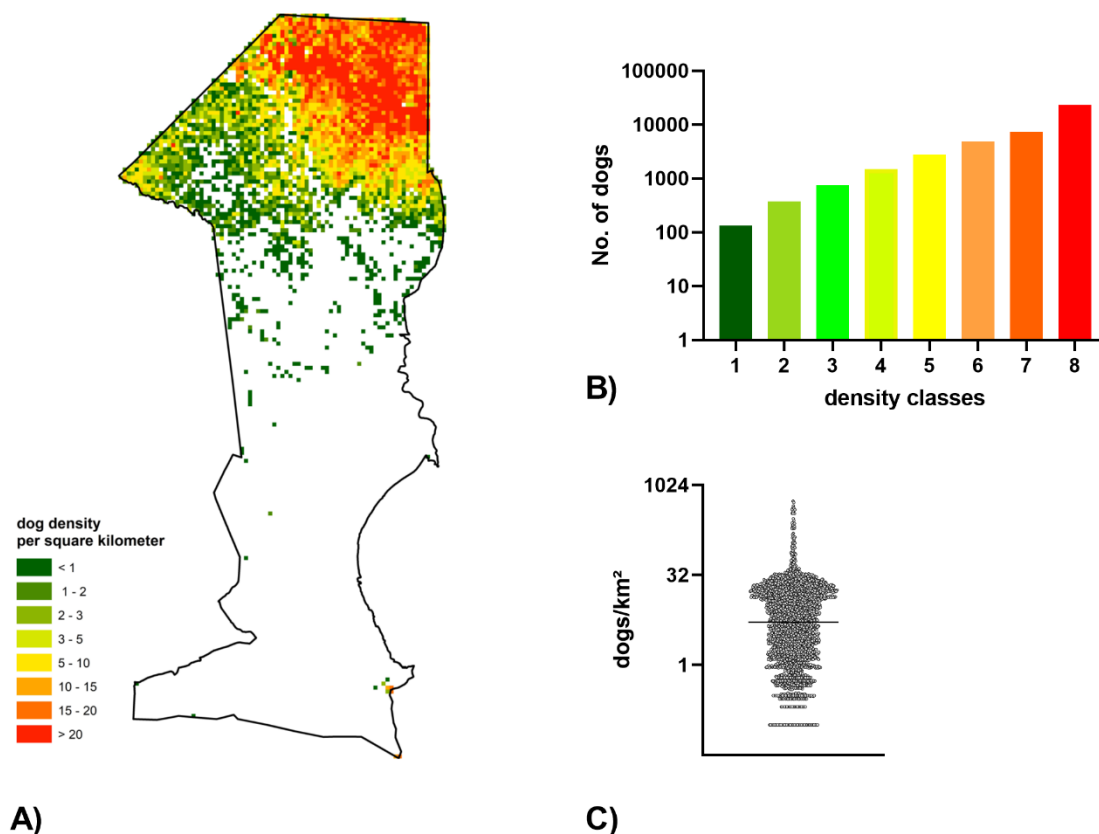 dog density
per square kilometer
< 1
1 - 2
2 - 3
3 - 5
5 - 10
10 - 15
15 - 20
> 20
A)
100000
10000
1000
100
10
1
No. of dogs
1 2 3 4 5 6 7 8
density classes
B)
1024
32
1
dogs/km²
C)